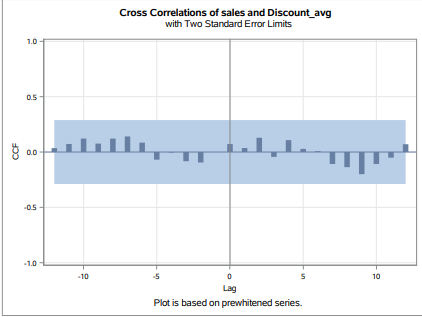 Cross Correlations of sales and Discount_avg
with Two Standard Error Limits
1.0
0.5
0.0
-0.5
-1.0
CCF
-10 -5 0 5 10
Lag
Plot is based on prewhitened series.